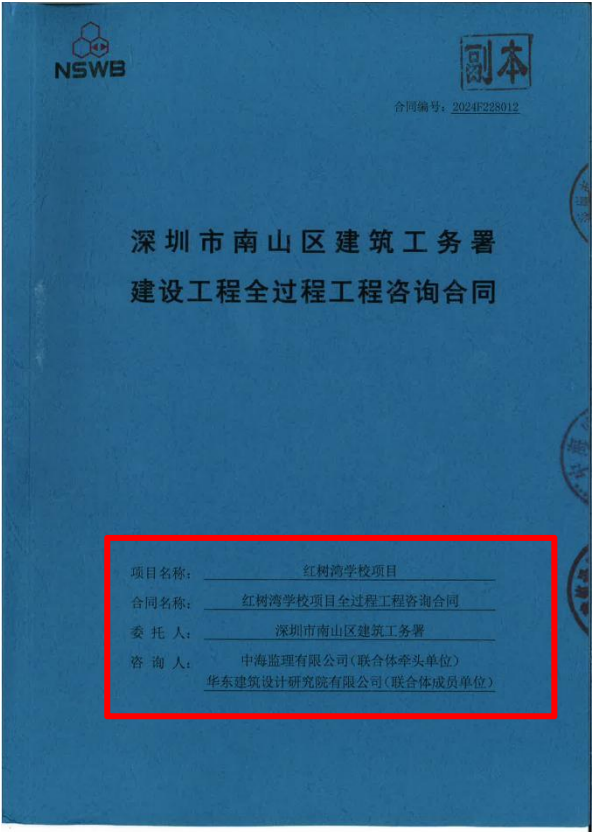 NSWB
副本
合同编号：2024F228012
深圳市南山区建筑工务署
建设工程全过程工程咨询合同
项目名称：红树湾学校项目
合同名称：红树湾学校项目全过程工程咨询合同
委托人：深圳市南山区建筑工务署
咨询人：中海监理有限公司（联合体牵头单位）
华东建筑设计研究院有限公司（联合体成员单位）